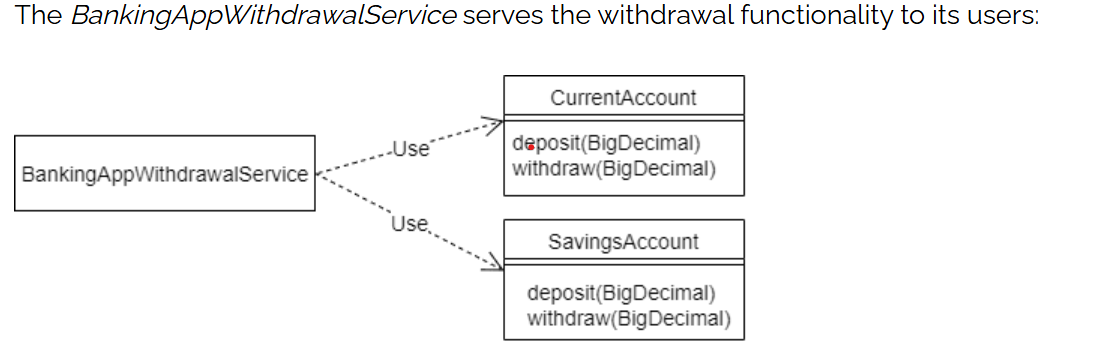 The BankingAppWithdrawalService serves the withdrawal functionality to its users:
CurrentAccount
deposit(BigDecimal)
withdraw(BigDecimal)
Use
BankingAppWithdrawalService
Use
SavingsAccount
deposit(BigDecimal)
withdraw(BigDecimal)